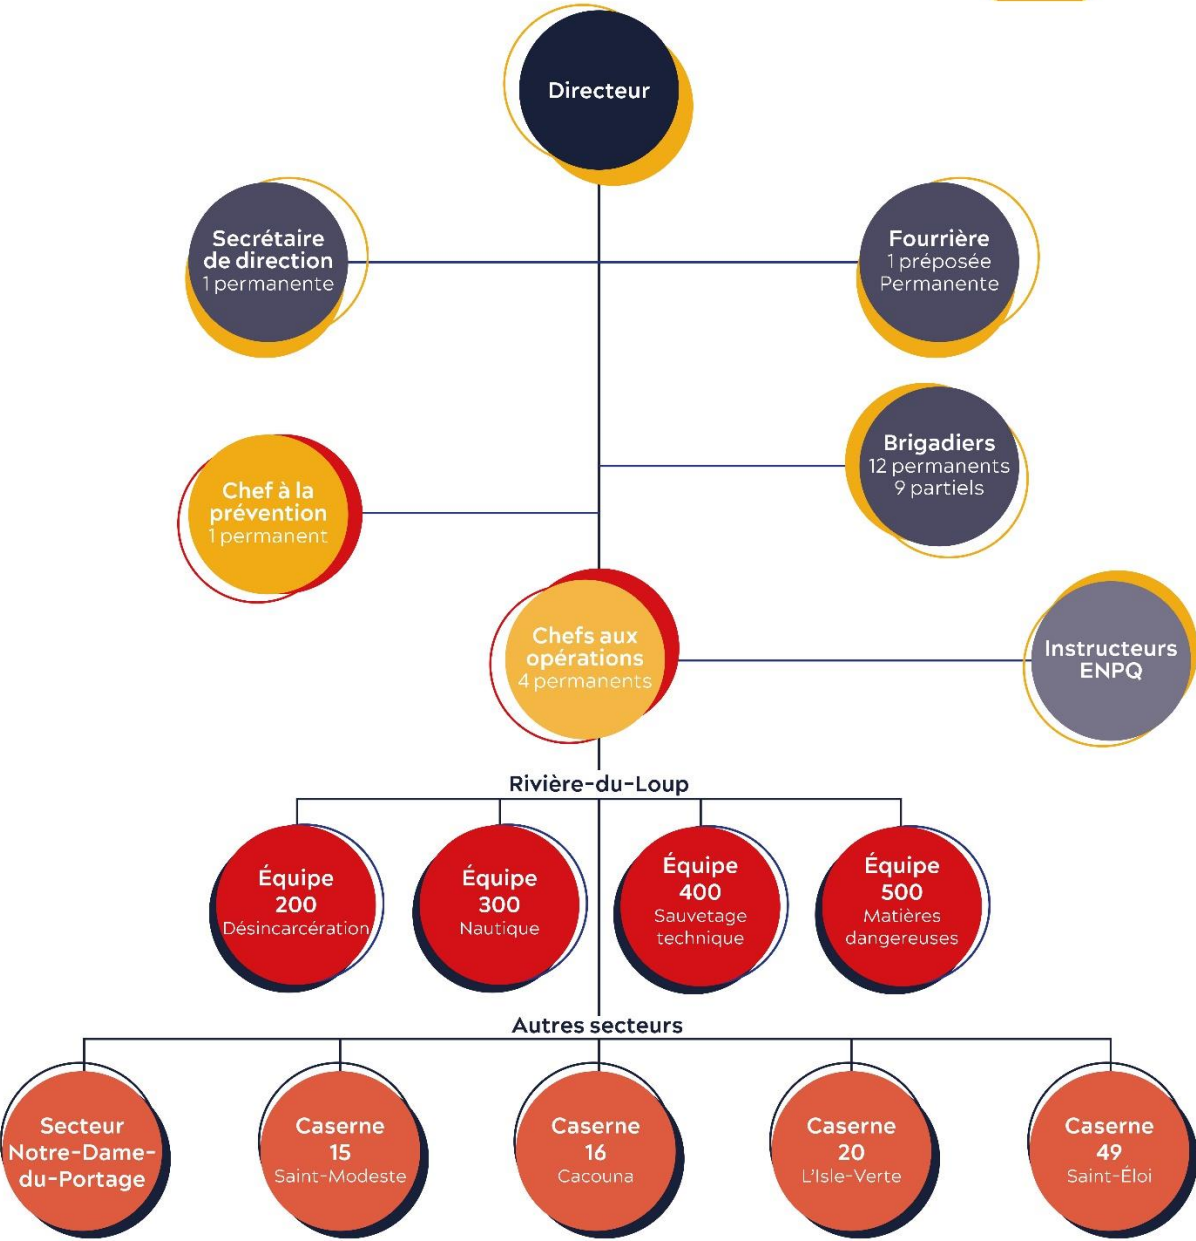 Directeur
Secrétaire
de direction
1 permanente
Fourrière
1 préposée
Permanente
Brigadiers
12 permanents
9 partiels
Chef à la
prévention
1 permanent
Chefs aux
opérations
4 permanents
Instructeurs
ENPQ
Rivière-du-Loup
Équipe
200
Désincarcération
Équipe
300
Nautique
Équipe
400
Sauvetage
technique
Équipe
500
Matières
dangereuses
Autres secteurs
Secteur
Notre-Dame-
du-Portage
Caserne
15
Saint-Modeste
Caserne
16
Cacouna
Caserne
20
L'Isle-Verte
Caserne
49
Saint-Éloi